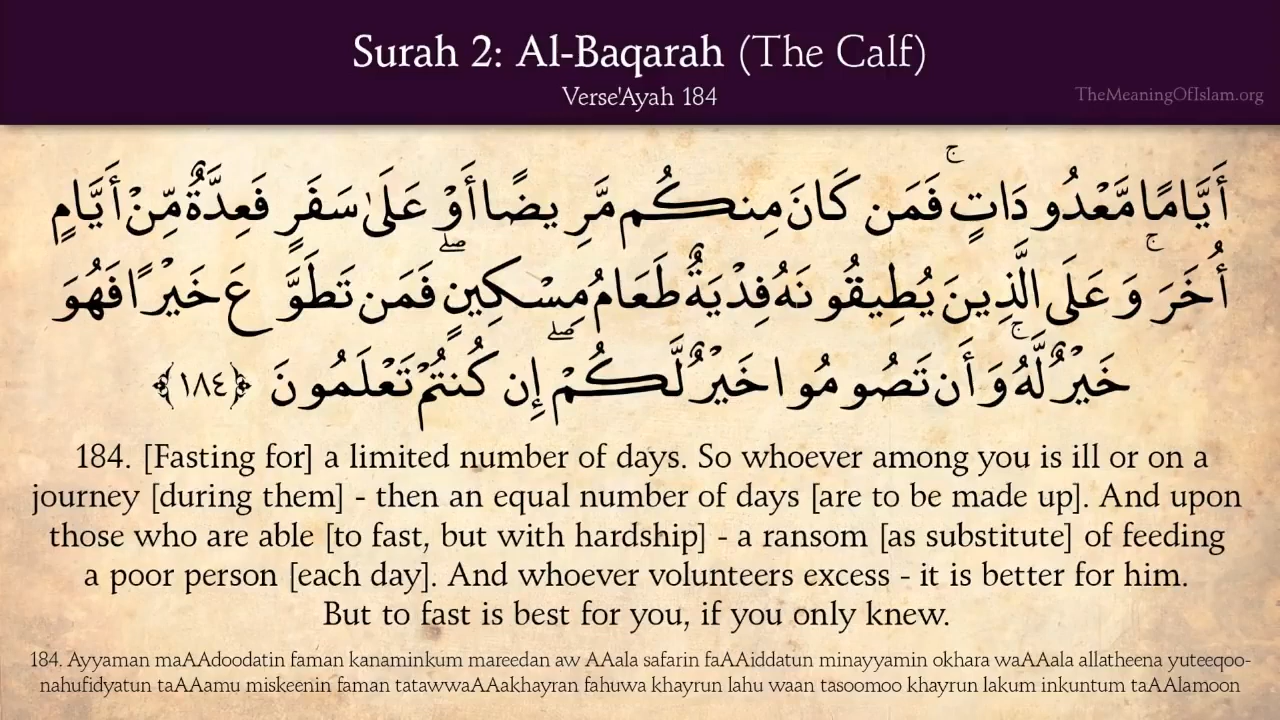 Surah 2: Al-Baqarah (The Calf)
Verse'Ayah 184
TheMeaningOfIslam.org
أَيَّامًا مَّعْدُودَاتٍ ۚ فَمَن كَانَ مِنكُم مَّرِيضًا أَوْ عَلَىٰ سَفَرٍ فَعِدَّةٌ مِّنْ أَيَّامٍ
أُخَرَ ۚ وَعَلَى الَّذِينَ يُطِيقُونَهُ فِدْيَةٌ طَعَامُ مِسْكِينٍ ۖ فَمَن تَطَوَّعَ خَيْرًا فَهُوَ
خَيْرٌ لَّهُ ۚ وَأَن تَصُومُوا خَيْرٌ لَّكُمْ ۖ إِن كُنتُمْ تَعْلَمُونَ ﴿١٨٤﴾
184. [Fasting for] a limited number of days. So whoever among you is ill or on a
journey [during them] - then an equal number of days [are to be made up]. And upon
those who are able [to fast, but with hardship] - a ransom [as substitute] of feeding
a poor person [each day]. And whoever volunteers excess - it is better for him.
But to fast is best for you, if you only knew.
184. Ayyaman maAAdoodatin faman kanaminkum mareedan aw AAala safarin faAAiddatun minayyamin okhara waAAala allatheena yuteeqoo-
nahufidyatun taAAamu miskeenin faman tatawwaAAakhayran fahuwa khayrun lahu waan tasoomoo khayrun lakum inkuntum taAAlamoon